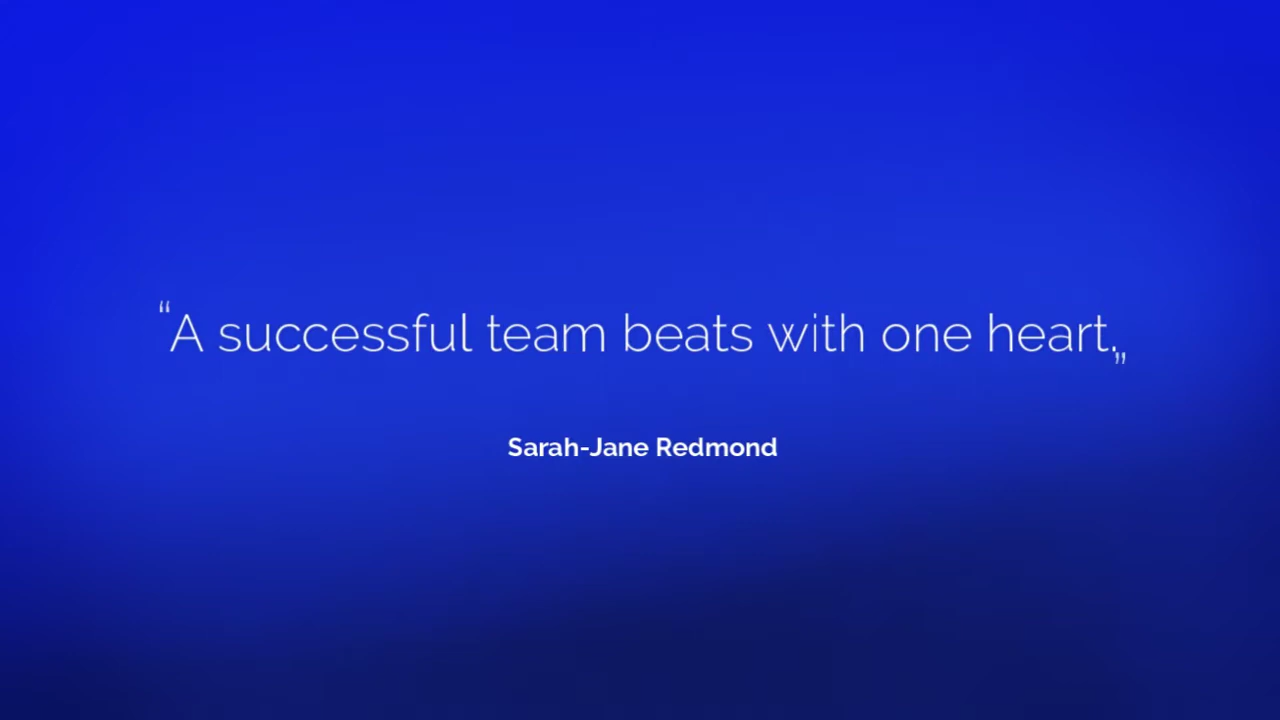 “A successful team beats with one heart.”
Sarah-Jane Redmond